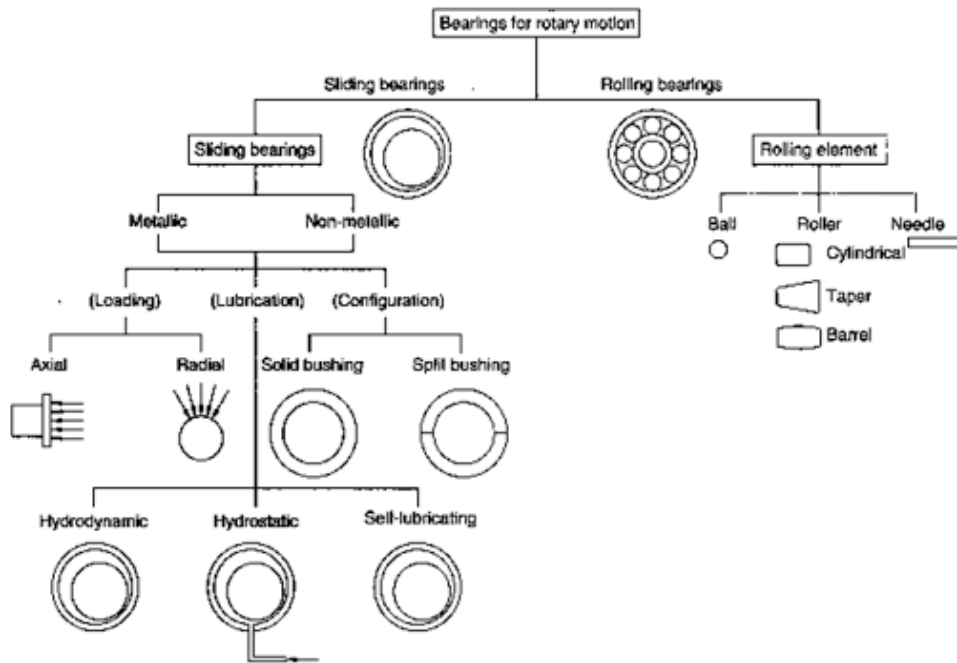 Bearings for rotary motion
Sliding bearings
Rolling bearings
Sliding bearings
Rolling element
Metallic
Non-metallic
Ball
Roller
Needle
Cylindrical
(Loading)
(Lubrication)
(Configuration)
Taper
Barrel
Axial
Radial
Solid bushing
Split bushing
Hydrodynamic
Hydrostatic
Self-lubricating